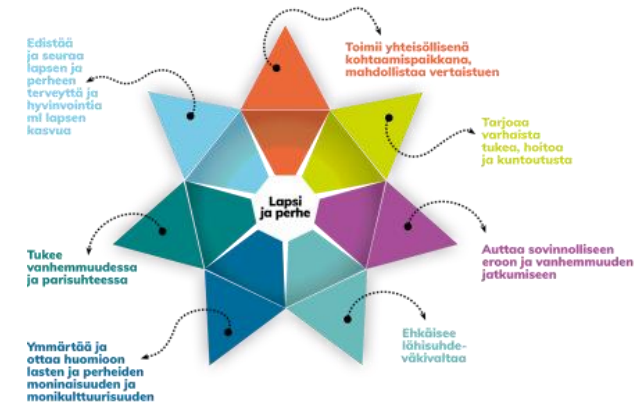 Edistää
ja seuraa
lapsen ja
perheen
terveyttä ja
hyvinvointia
ml lapsen
kasvua
Toimii yhteisöllisenä
kohtaamispaikkana,
mahdollistaa vertaistuen
Tarjoaa
varhaista
tukea, hoitoa
ja kuntoutusta
Lapsi
ja perhe
Tukee
vanhemmuudessa
ja parisuhteessa
Auttaa sovinnolliseen
eroon ja vanhemmuuden
jatkumiseen
Ymmärtää ja
ottaa huomioon
lasten ja perheiden
moninaisuuden ja
monikulttuurisuuden
Ehkäisee
lähisuhde-
väkivaltaa